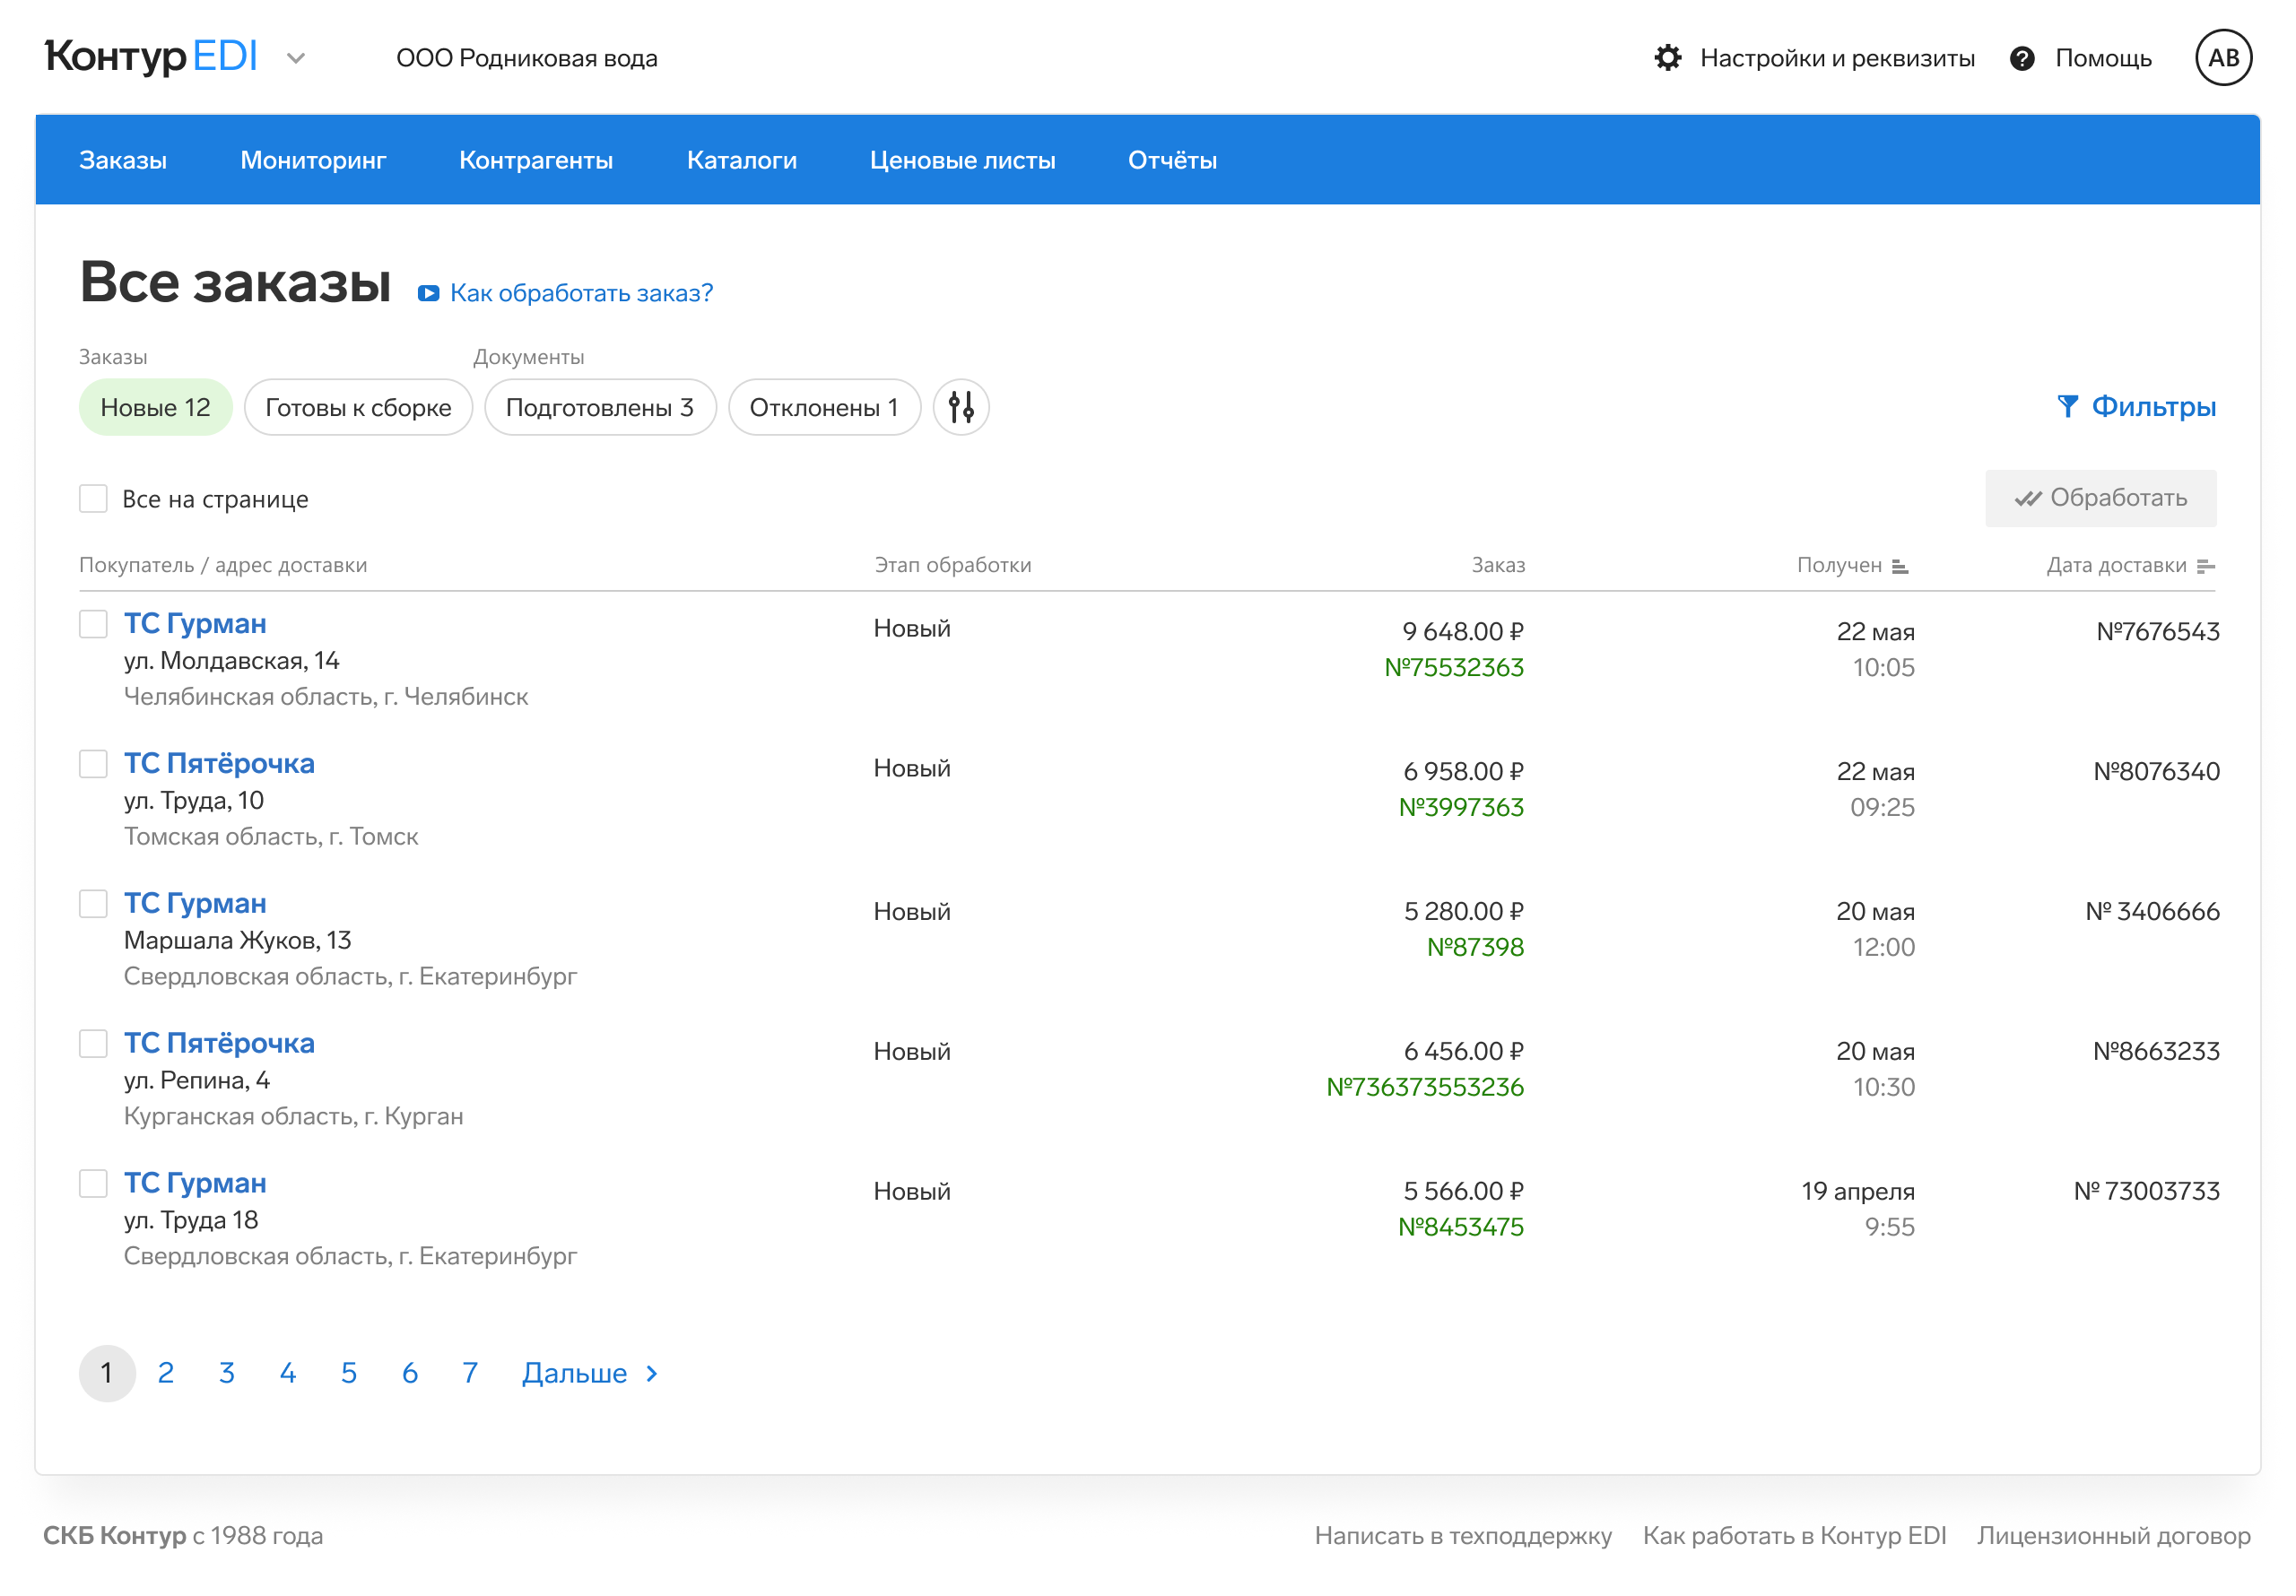 Контур EDI
ООО Родниковая вода
Настройки и реквизиты
Помощь
АВ
Заказы Мониторинг Контрагенты Каталоги Ценовые листы Отчёты
Все заказы Как обработать заказ?
Заказы Документы
Новые 12 Готовы к сборке Подготовлены 3 Отклонены 1 Фильтры
Все на странице Обработать
Покупатель / адрес доставки Этап обработки Заказ Получен Дата доставки
ТС Гурман Новый 9 648.00 ₽ 22 мая №7676543
ул. Молдавская, 14 №75532363 10:05
Челябинская область, г. Челябинск
ТС Пятёрочка Новый 6 958.00 ₽ 22 мая №8076340
ул. Труда, 10 №3997363 09:25
Томская область, г. Томск
ТС Гурман Новый 5 280.00 ₽ 20 мая № 3406666
Маршала Жуков, 13 №87398 12:00
Свердловская область, г. Екатеринбург
ТС Пятёрочка Новый 6 456.00 ₽ 20 мая №8663233
ул. Репина, 4 №736373553236 10:30
Курганская область, г. Курган
ТС Гурман Новый 5 566.00 ₽ 19 апреля № 73003733
ул. Труда 18 №8453475 9:55
Свердловская область, г. Екатеринбург
1 2 3 4 5 6 7 Дальше
СКБ Контур с 1988 года Написать в техподдержку Как работать в Контур EDI Лицензионный договор